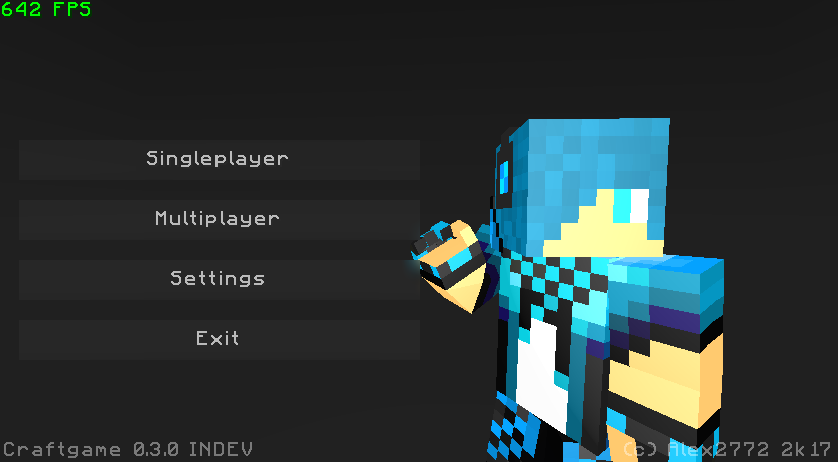 642 FPS
Singleplayer
Multiplayer
Settings
Exit
Craftgame 0.3.0 INDEV
(c) Alex2772 2k17